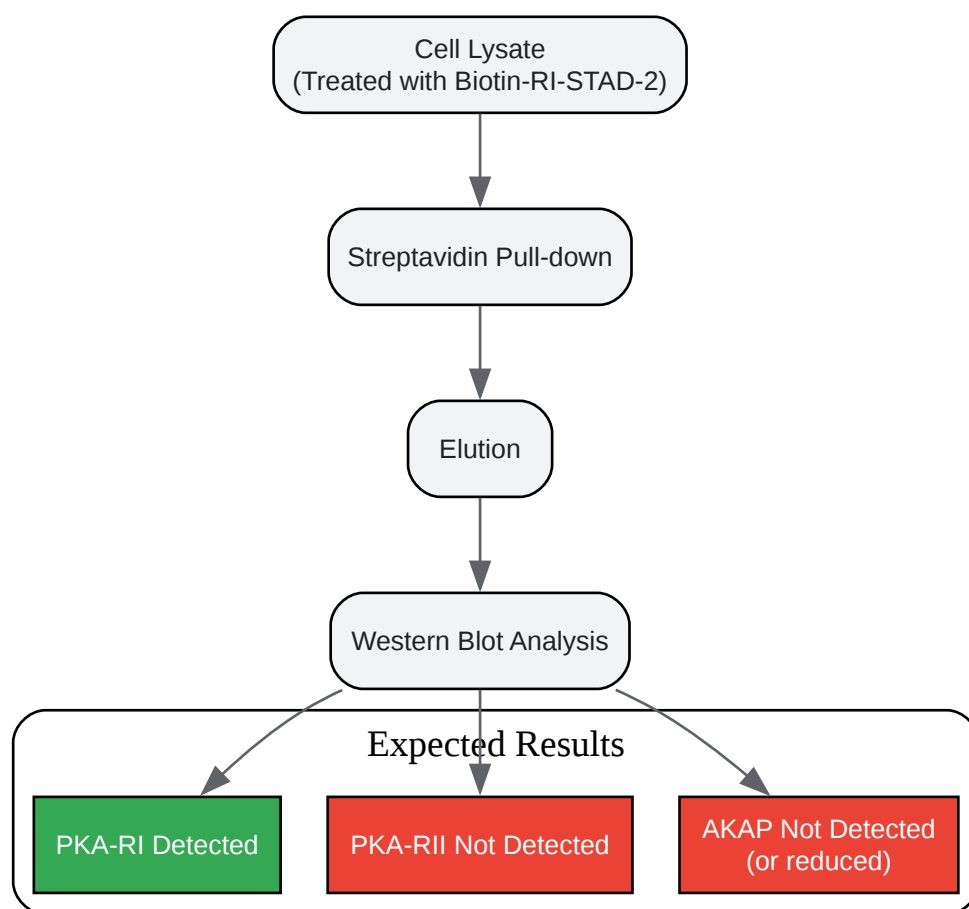 Cell Lysate
(Treated with Biotin-RI-STAD-2)
Streptavidin Pull-down
Elution
Western Blot Analysis
Expected Results
PKA-RI Detected
PKA-RII Not Detected
AKAP Not Detected
(or reduced)